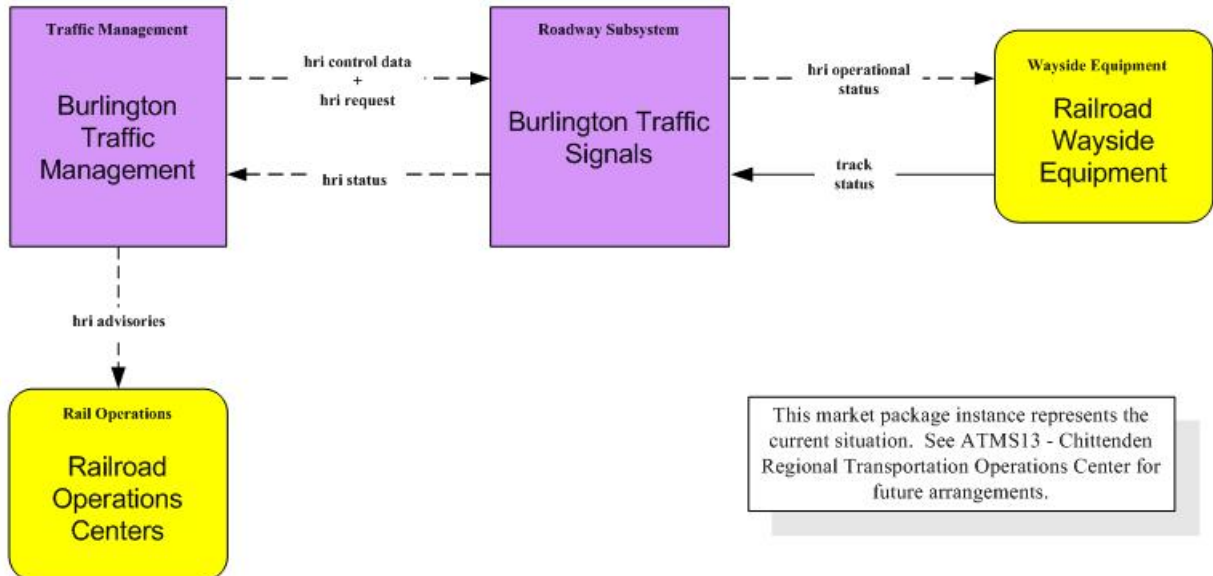 Traffic Management
Burlington
Traffic
Management
hri control data
+
hri request
hri status
Roadway Subsystem
Burlington Traffic
Signals
hri operational
status
track
status
Wayside Equipment
Railroad
Wayside
Equipment
hri advisories
Rail Operations
Railroad
Operations
Centers
This market package instance represents the
current situation.  See ATMS13 - Chittenden
Regional Transportation Operations Center for
future arrangements.